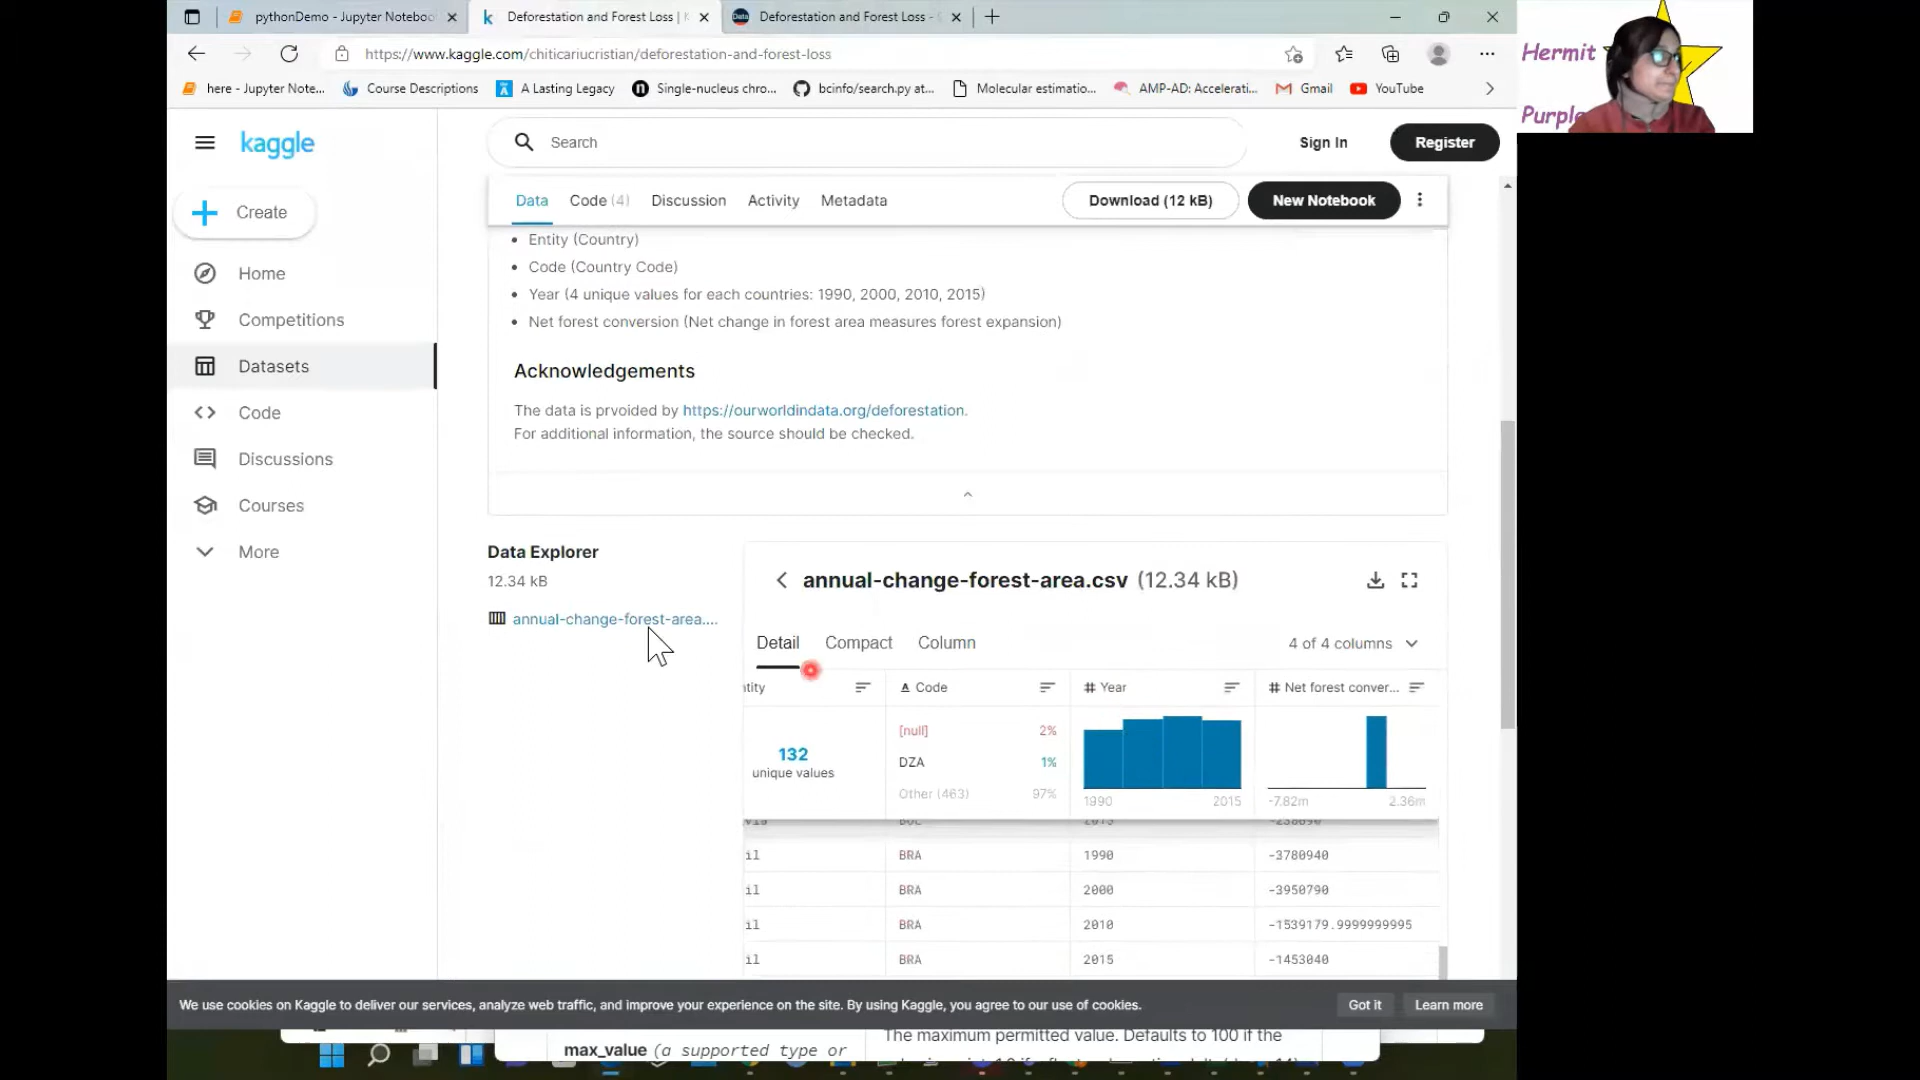 pythonDemo - Jupyter Noteboo
Deforestation and Forest Loss |
Deforestation and Forest Loss -
https://www.kaggle.com/chiticariucristian/deforestation-and-forest-loss
here - Jupyter Note...
Course Descriptions
A Lasting Legacy
Single-nucleus chro...
bcinfo/search.py at...
Molecular estimatio...
AMP-AD: Accelerati...
Gmail
YouTube
Hermit
Purple
kaggle
Search
Sign In
Register
Create
Home
Competitions
Datasets
Code
Discussions
Courses
More
Data
Code (4)
Discussion
Activity
Metadata
Download (12 kB)
New Notebook
Entity (Country)
Code (Country Code)
Year (4 unique values for each countries: 1990, 2000, 2010, 2015)
Net forest conversion (Net change in forest area measures forest expansion)
Acknowledgements
The data is prvoided by https://ourworldindata.org/deforestation.
For additional information, the source should be checked.
Data Explorer
12.34 kB
annual-change-forest-area....
annual-change-forest-area.csv (12.34 kB)
Detail
Compact
Column
4 of 4 columns
ntity
Code
# Year
# Net forest conver...
132
unique values
[null] 2%
DZA 1%
Other (463) 97%
1990 2015
-7.82m 2.36m
il BRA 1990 -3780940
il BRA 2000 -3950790
il BRA 2010 -1539179.9999999995
il BRA 2015 -1453040
We use cookies on Kaggle to deliver our services, analyze web traffic, and improve your experience on the site. By using Kaggle, you agree to our use of cookies.
Got it
Learn more
max_value (a supported type or
The maximum permitted value. Defaults to 100 if the